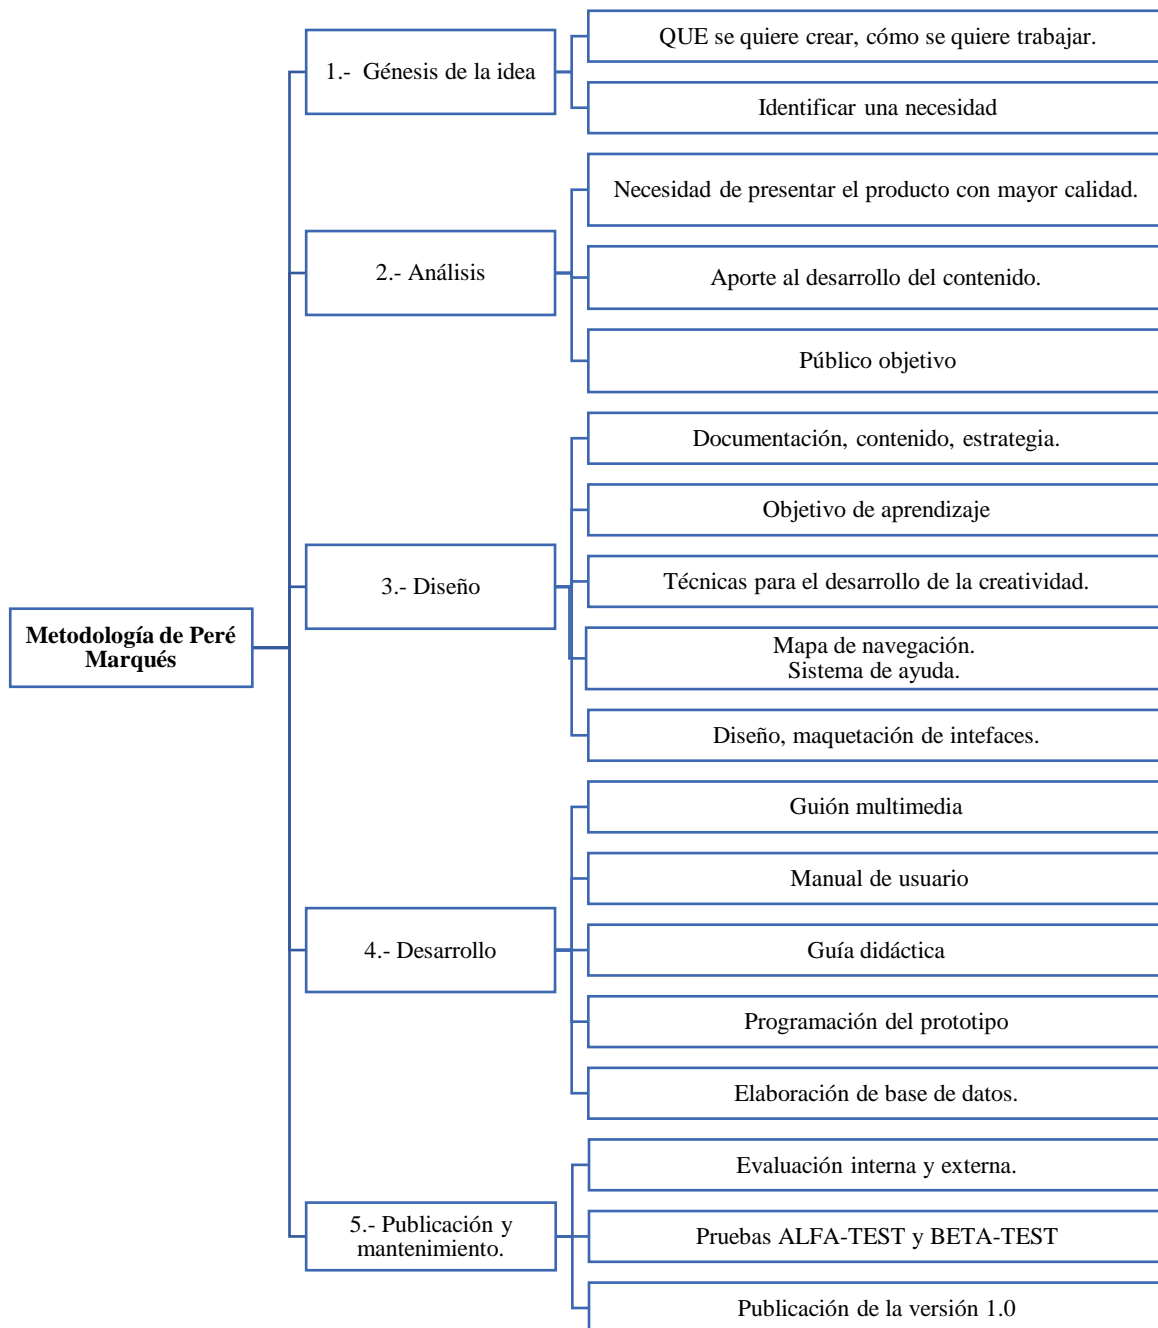 Metodología de Peré
Marqués
1.- Génesis de la idea
QUE se quiere crear, cómo se quiere trabajar.
Identificar una necesidad
2.- Análisis
Necesidad de presentar el producto con mayor calidad.
Aporte al desarrollo del contenido.
Público objetivo
3.- Diseño
Documentación, contenido, estrategia.
Objetivo de aprendizaje
Técnicas para el desarrollo de la creatividad.
Mapa de navegación.
Sistema de ayuda.
Diseño, maquetación de intefaces.
4.- Desarrollo
Guión multimedia
Manual de usuario
Guía didáctica
Programación del prototipo
Elaboración de base de datos.
5.- Publicación y
mantenimiento.
Evaluación interna y externa.
Pruebas ALFA-TEST y BETA-TEST
Publicación de la versión 1.0